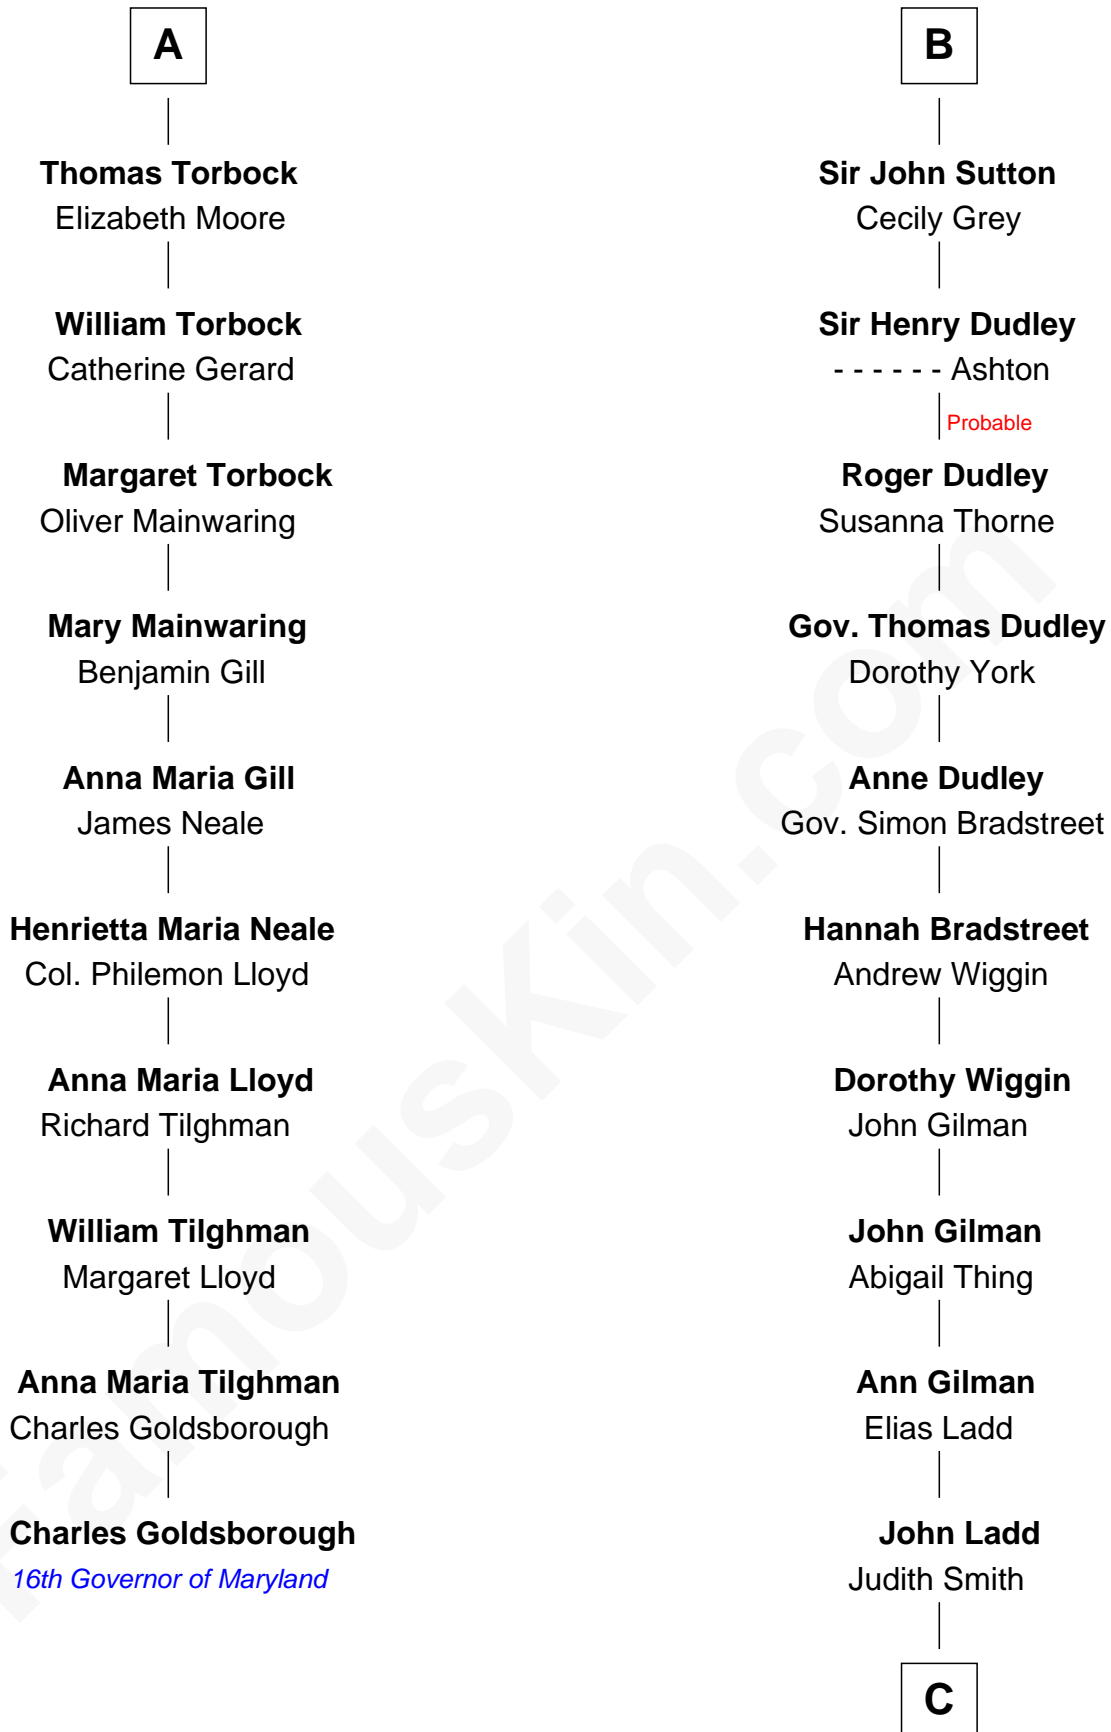 A
Thomas Torbock
Elizabeth Moore
William Torbock
Catherine Gerard
Margaret Torbock
Oliver Mainwaring
Mary Mainwaring
Benjamin Gill
Anna Maria Gill
James Neale
Henrietta Maria Neale
Col. Philemon Lloyd
Anna Maria Lloyd
Richard Tilghman
William Tilghman
Margaret Lloyd
Anna Maria Tilghman
Charles Goldsborough
Charles Goldsborough
16th Governor of Maryland
B
Sir John Sutton
Cecily Grey
Sir Henry Dudley
- - - - - - Ashton
Probable
Roger Dudley
Susanna Thorne
Gov. Thomas Dudley
Dorothy York
Anne Dudley
Gov. Simon Bradstreet
Hannah Bradstreet
Andrew Wiggin
Dorothy Wiggin
John Gilman
John Gilman
Abigail Thing
Ann Gilman
Elias Ladd
John Ladd
Judith Smith
C
FamousKin.com